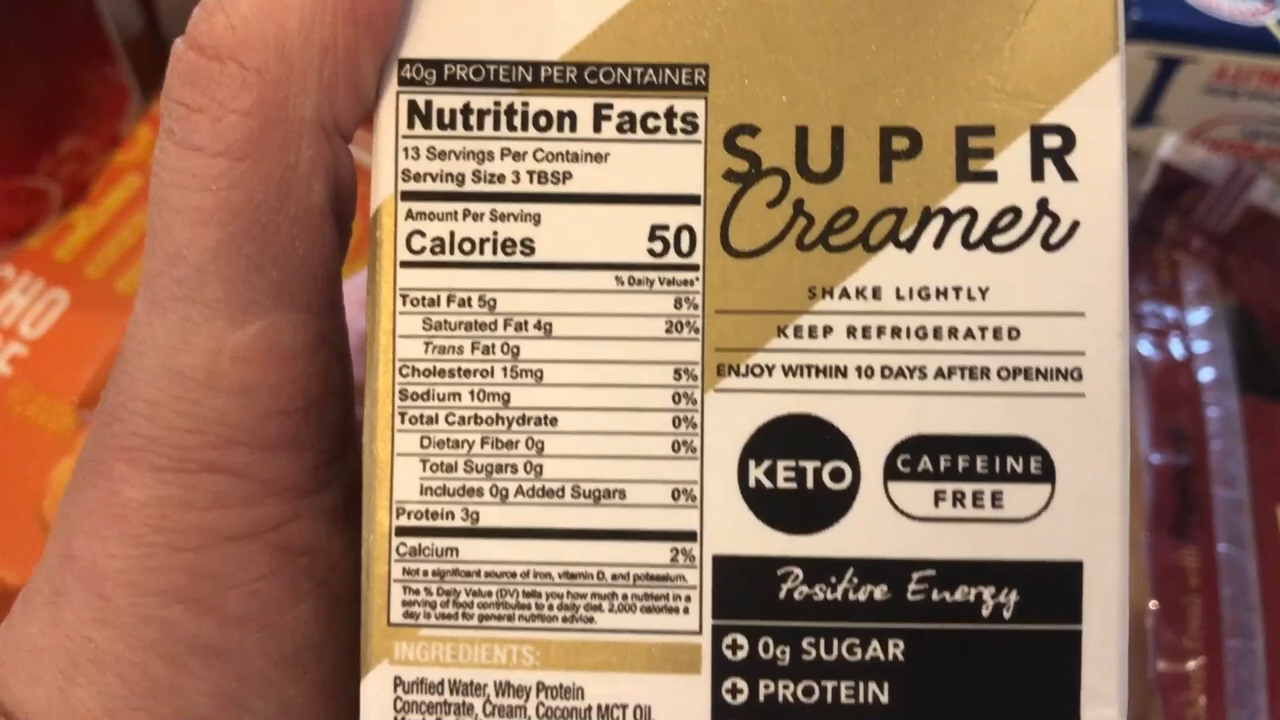 40g PROTEIN PER CONTAINER
Nutrition Facts
13 Servings Per Container
Serving Size 3 TBSP
Amount Per Serving
Calories 50
% Daily Values*
Total Fat 5g 8%
Saturated Fat 4g 20%
Trans Fat 0g
Cholesterol 15mg 5%
Sodium 10mg 0%
Total Carbohydrate 0%
Dietary Fiber 0g 0%
Total Sugars 0g
Includes 0g Added Sugars 0%
Protein 3g
Calcium 2%
Not a significant source of iron, vitamin D, and potassium.
The % Daily Value (DV) tells you how much a nutrient in a
serving of food contributes to a daily diet. 2,000 calories a
day is used for general nutrition advice.
INGREDIENTS:
Purified Water, Whey Protein
Concentrate, Cream, Coconut MCT Oil,
SUPER
Creamer
SHAKE LIGHTLY
KEEP REFRIGERATED
ENJOY WITHIN 10 DAYS AFTER OPENING
KETO
CAFFEINE
FREE
Positive Energy
0g SUGAR
PROTEIN